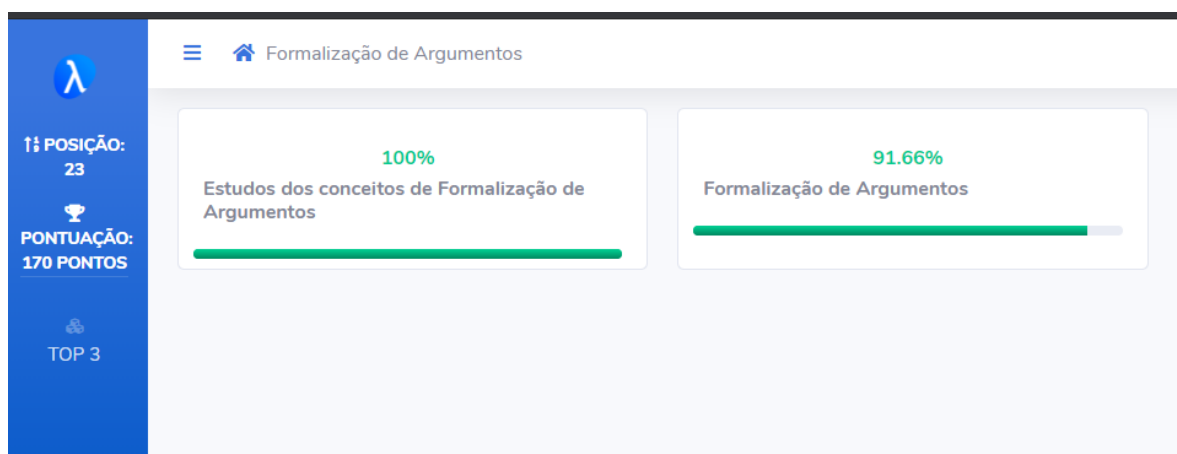 λ
Formalização de Argumentos
POSIÇÃO:
23
PONTUAÇÃO:
170 PONTOS
TOP 3
100%
Estudos dos conceitos de Formalização de
Argumentos
91.66%
Formalização de Argumentos